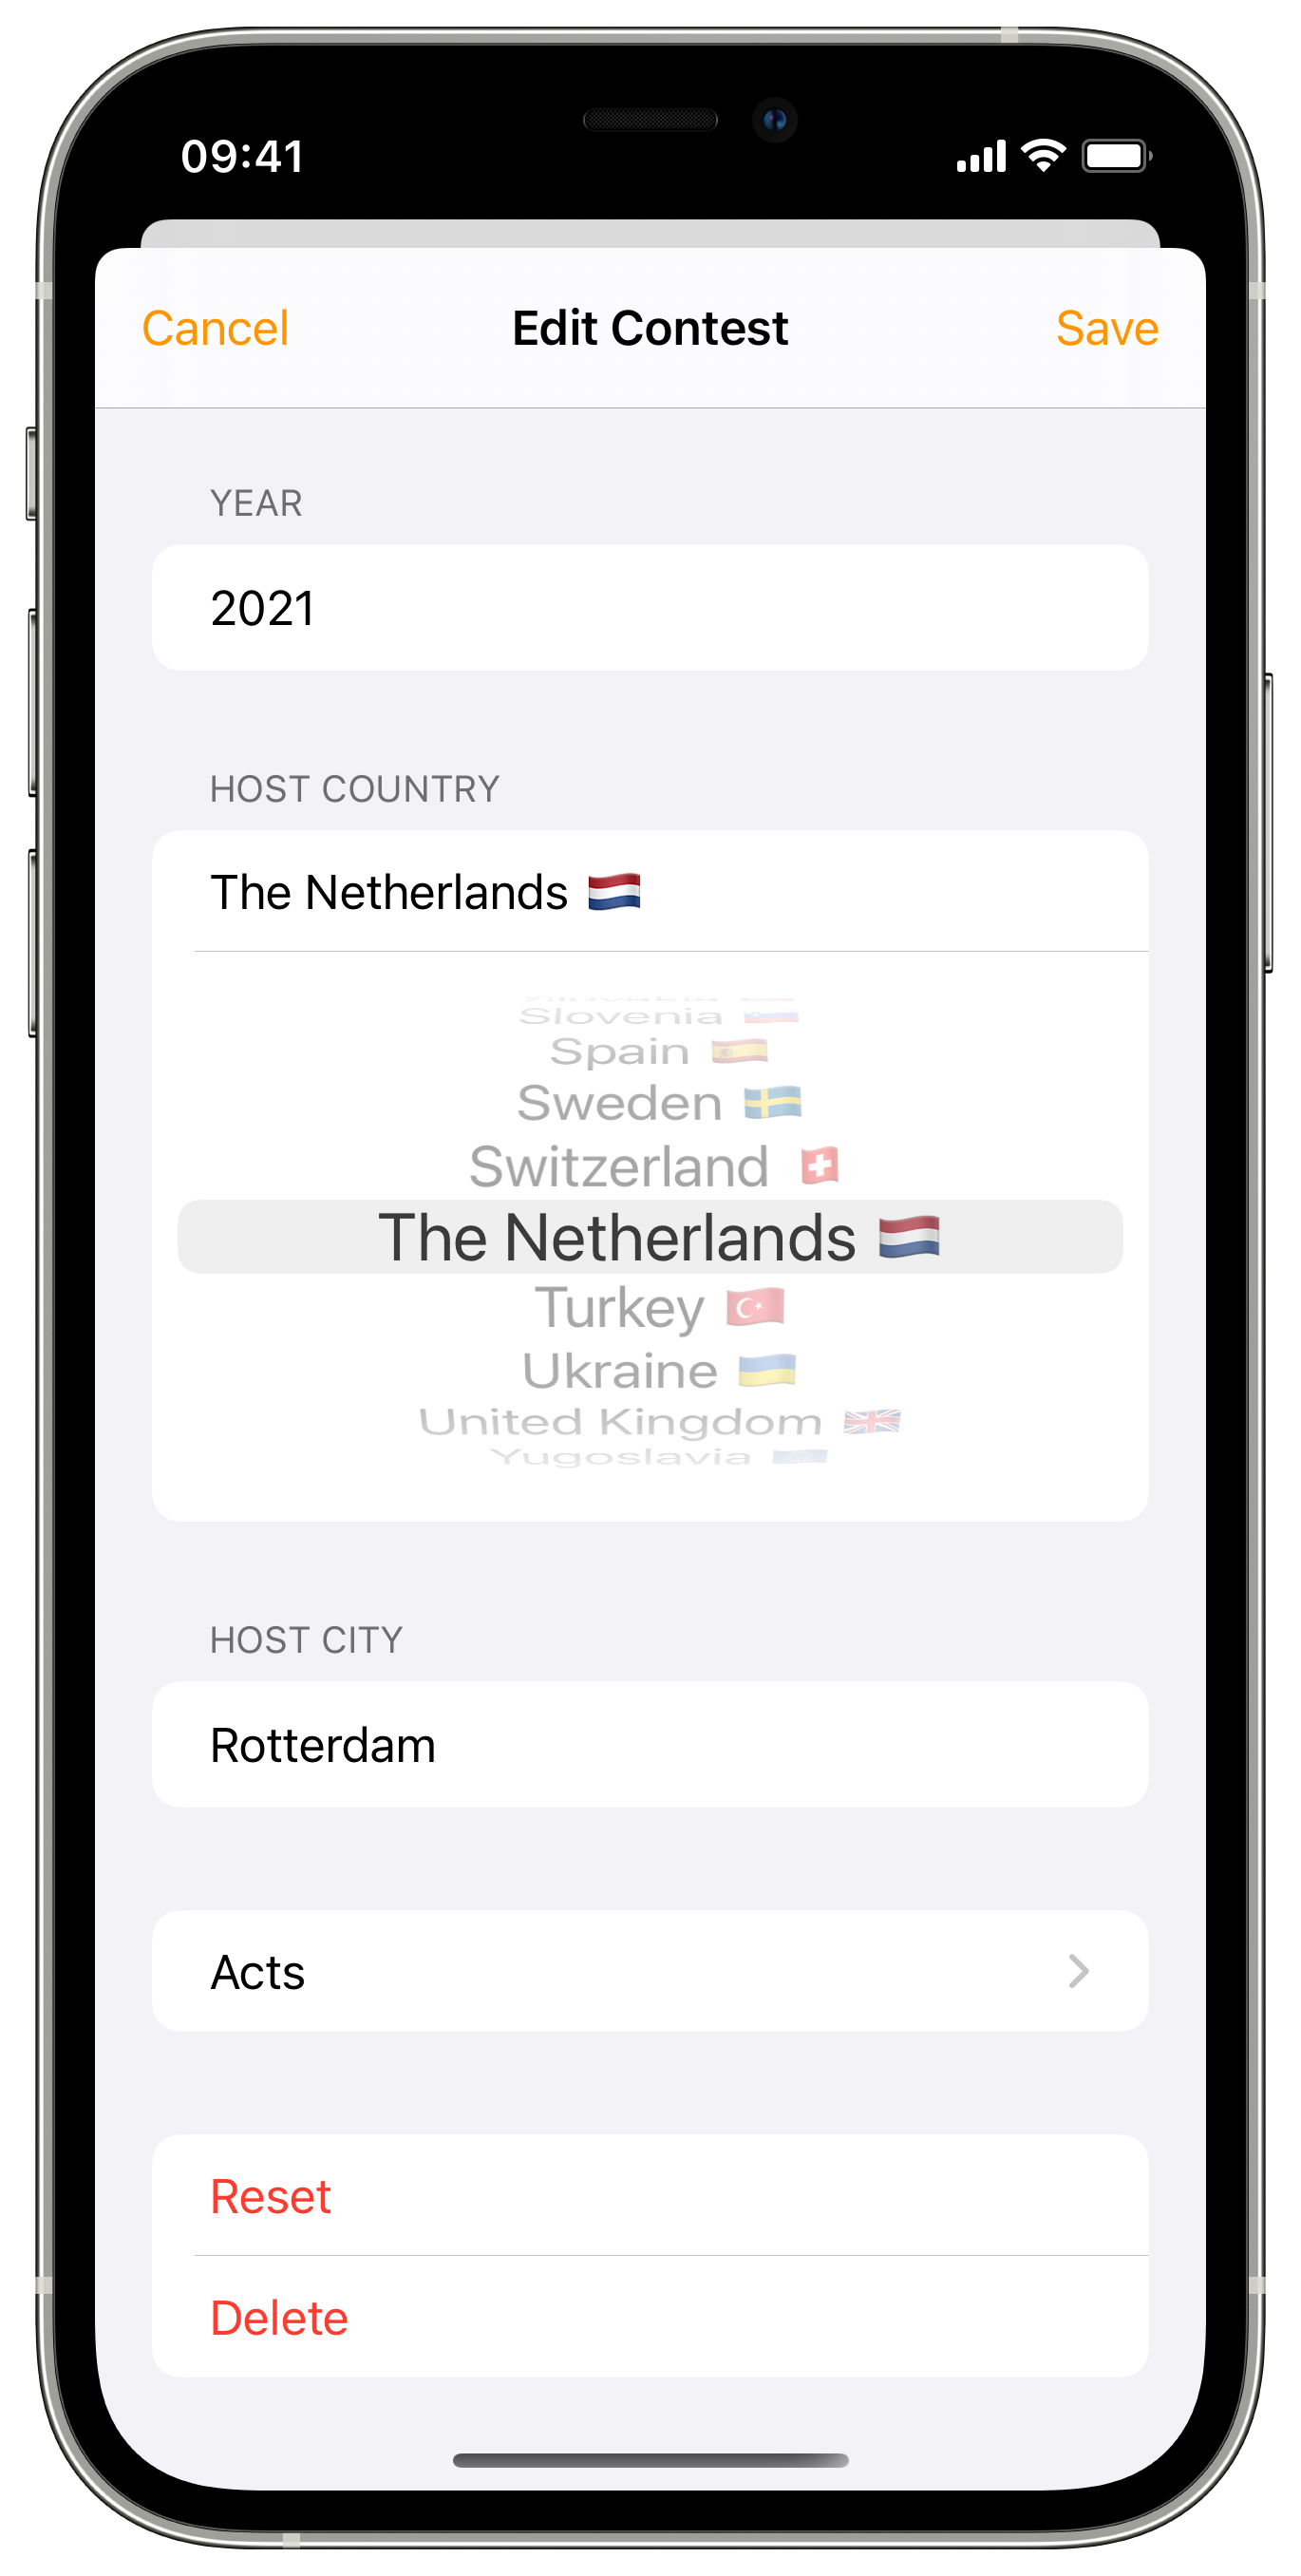 09:41
Cancel Edit Contest Save
YEAR
2021
HOST COUNTRY
The Netherlands 🇳🇱
Slovakia
Slovenia 🇸🇮
Spain 🇪🇸
Sweden 🇸🇪
Switzerland 🇨🇭
The Netherlands 🇳🇱
Turkey 🇹🇷
Ukraine 🇺🇦
United Kingdom 🇬🇧
Yugoslavia
HOST CITY
Rotterdam
Acts
Reset
Delete